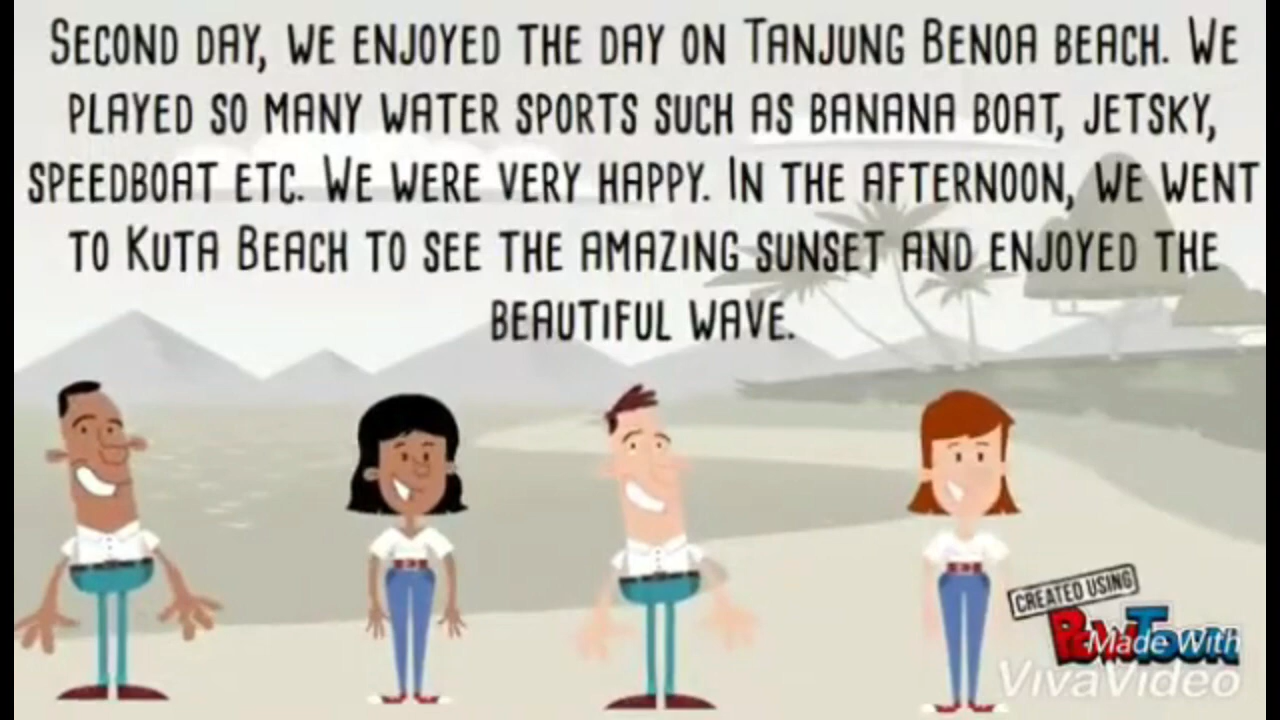 Second day, we enjoyed the day on Tanjung Benoa beach. We
played so many water sports such as banana boat, jetsky,
speedboat etc. We were very happy. In the afternoon, we went
to Kuta Beach to see the amazing sunset and enjoyed the
beautiful wave.
CREATED USING
PowToon
Made With
VivaVideo